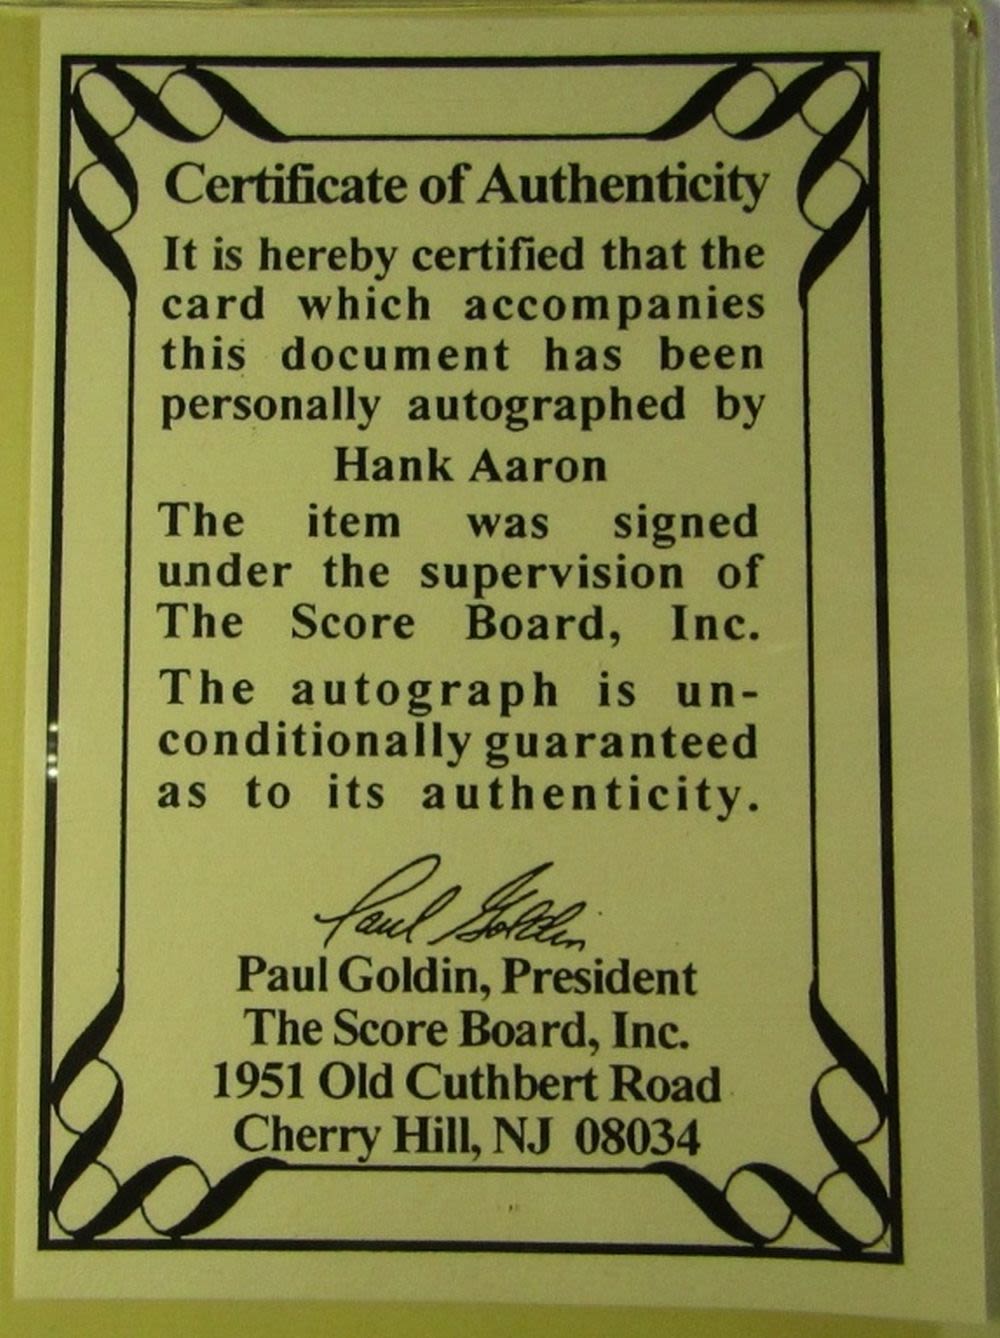 Certificate of Authenticity
It is hereby certified that the
card which accompanies
this document has been
personally autographed by
Hank Aaron
The item was signed
under the supervision of
The Score Board, Inc.
The autograph is un-
conditionally guaranteed
as to its authenticity.
Paul Goldin
Paul Goldin, President
The Score Board, Inc.
1951 Old Cuthbert Road
Cherry Hill, NJ 08034